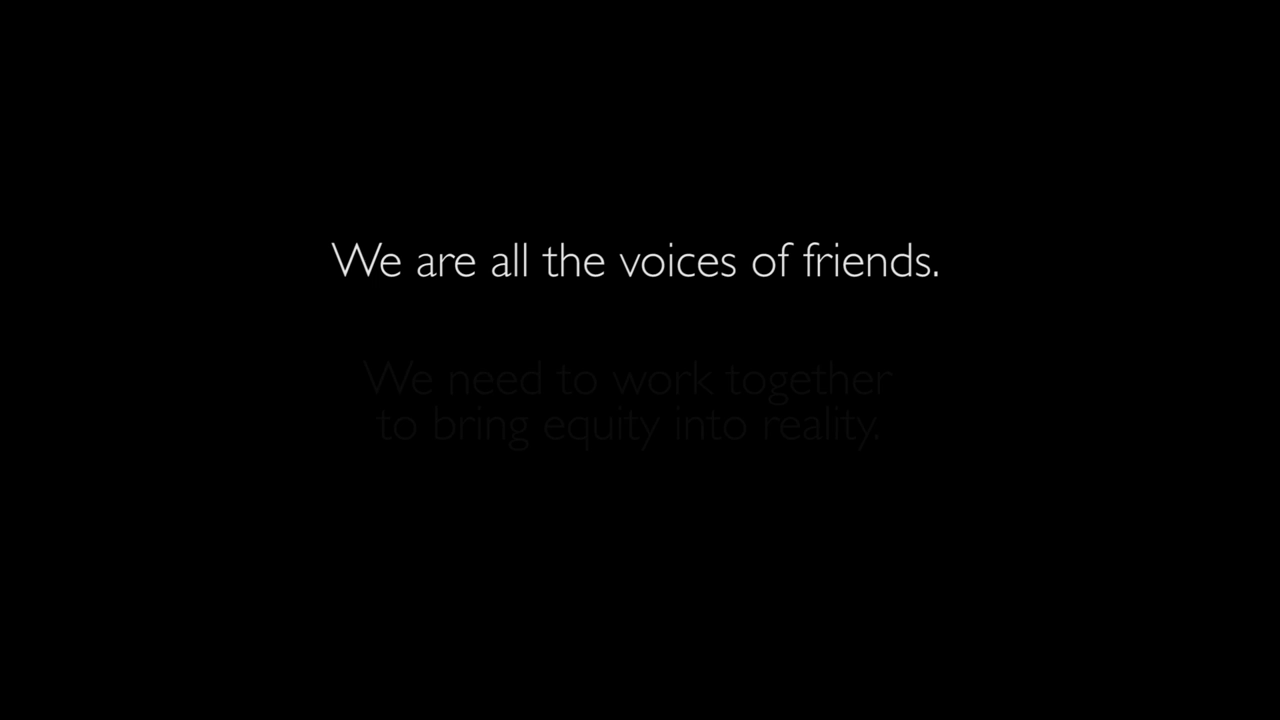 We are all the voices of friends.
We need to work together
to bring equity into reality.